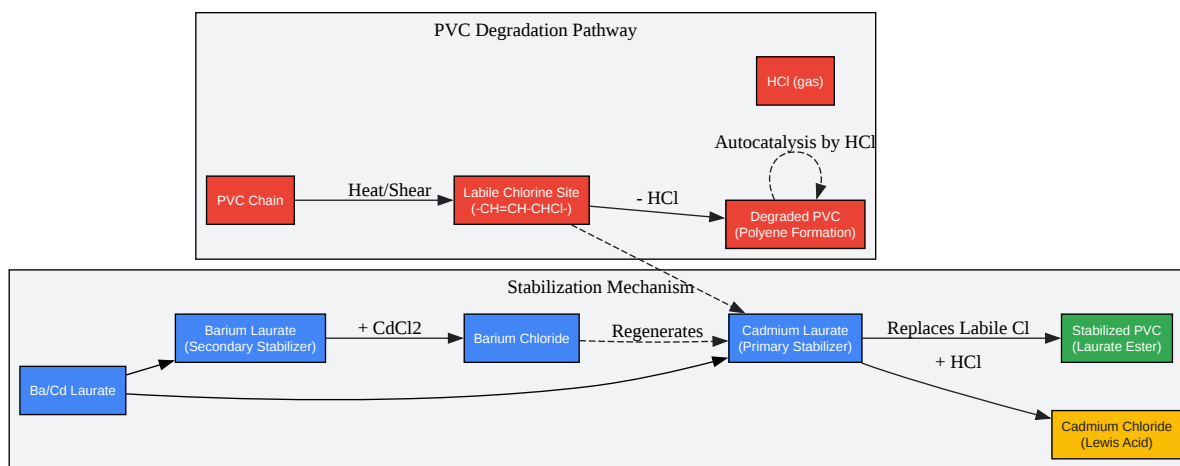 PVC Degradation Pathway
HCl (gas)
Autocatalysis by HCl
PVC Chain
Heat/Shear
Labile Chlorine Site
(-CH=CH-CHCl-)
- HCl
Degraded PVC
(Polyene Formation)
Stabilization Mechanism
Ba/Cd Laurate
Barium Laurate
(Secondary Stabilizer)
+ CdCl2
Barium Chloride
Regenerates
Cadmium Laurate
(Primary Stabilizer)
Replaces Labile Cl
Stabilized PVC
(Laurate Ester)
+ HCl
Cadmium Chloride
(Lewis Acid)